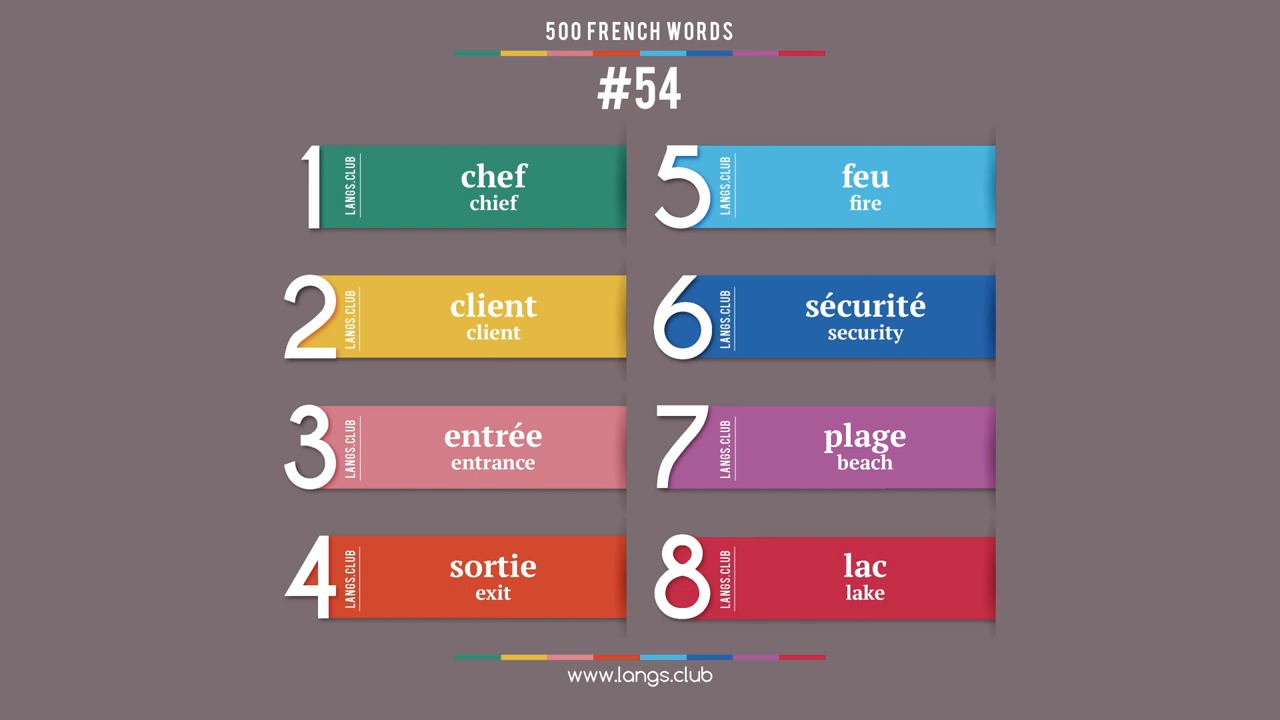 500 FRENCH WORDS
#54
1
LANGS.CLUB
chef
chief
2
LANGS.CLUB
client
client
3
LANGS.CLUB
entrée
entrance
4
LANGS.CLUB
sortie
exit
5
LANGS.CLUB
feu
fire
6
LANGS.CLUB
sécurité
security
7
LANGS.CLUB
plage
beach
8
LANGS.CLUB
lac
lake
www.langs.club